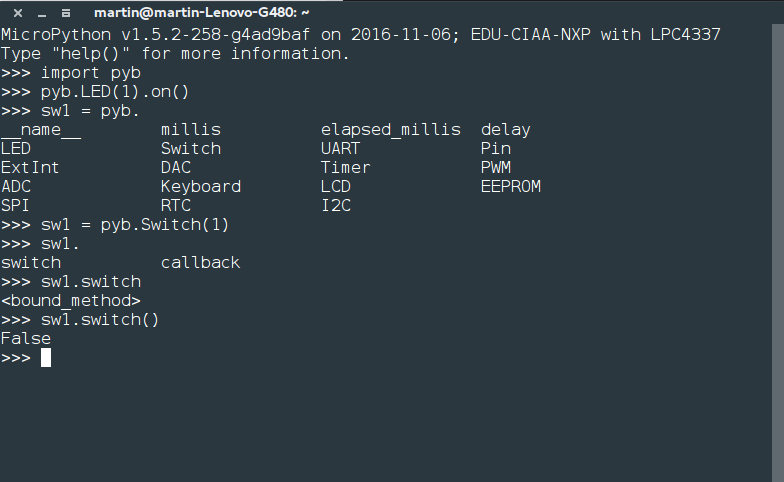 martin@martin-Lenovo-G480: ~
MicroPython v1.5.2-258-g4ad9baf on 2016-11-06; EDU-CIAA-NXP with LPC4337
Type "help()" for more information.
>>> import pyb
>>> pyb.LED(1).on()
>>> sw1 = pyb.
__name__        millis          elapsed_millis  delay
LED             Switch          UART            Pin
ExtInt          DAC             Timer           PWM
ADC             Keyboard        LCD             EEPROM
SPI             RTC             I2C
>>> sw1 = pyb.Switch(1)
>>> sw1.
switch          callback
>>> sw1.switch
<bound_method>
>>> sw1.switch()
False
>>>